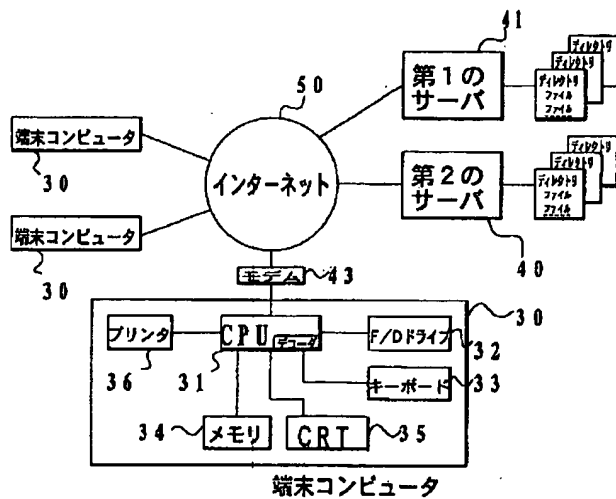 41
50
第1の
サーバ
ディレクトリ
ディレクトリ
ディレクトリ
ファイル
ファイル
端末コンピュータ
30
インターネット
第2の
サーバ
ディレクトリ
ディレクトリ
ディレクトリ
ファイル
ファイル
端末コンピュータ
30
40
モデム
43
30
プリンタ
CPU
デコーダ
F/Dドライブ
36
31
32
キーボード
33
34
メモリ
CRT
35
端末コンピュータ